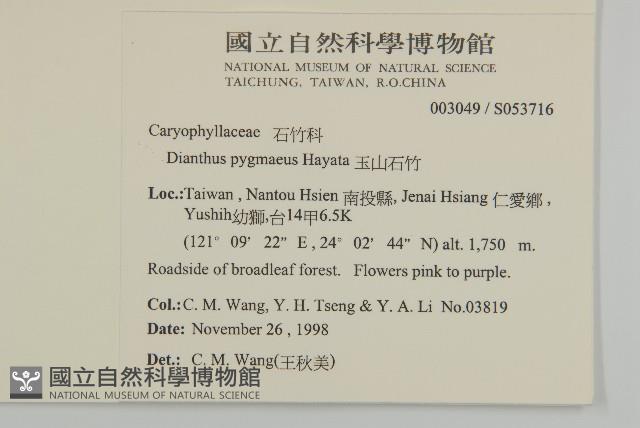 國立自然科學博物館
NATIONAL MUSEUM OF NATURAL SCIENCE
TAICHUNG, TAIWAN, R.O.CHINA
003049 / S053716
Caryophyllaceae 石竹科
Dianthus pygmaeus Hayata 玉山石竹
Loc.:Taiwan , Nantou Hsien 南投縣, Jenai Hsiang 仁愛鄉 ,
Yushih幼獅,台14甲6.5K
(121° 09' 22" E , 24° 02' 44" N) alt. 1,750 m.
Roadside of broadleaf forest. Flowers pink to purple.
Col.:C. M. Wang, Y. H. Tseng & Y. A. Li No.03819
Date: November 26 , 1998
Det.: C. M. Wang(王秋美)
國立自然科學博物館
NATIONAL MUSEUM OF NATURAL SCIENCE